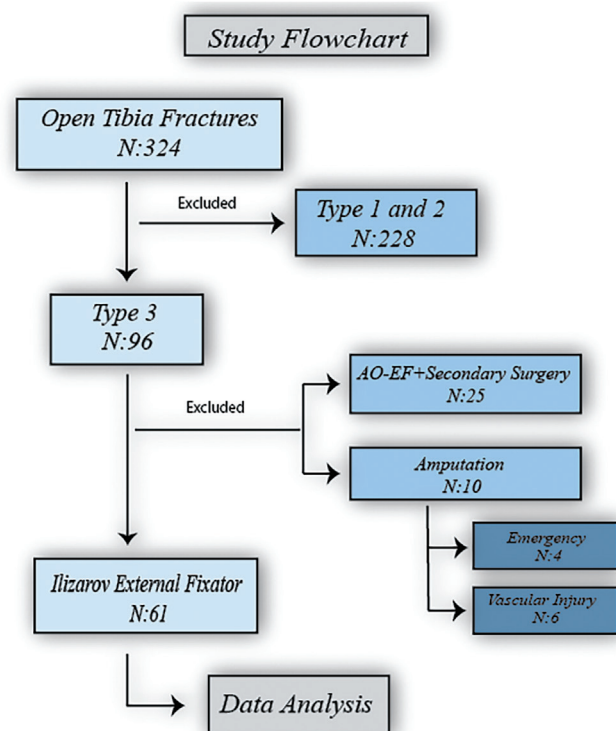 Study Flowchart
Open Tibia Fractures
N:324
Excluded
Type 1 and 2
N:228
Type 3
N:96
Excluded
AO-EF+Secondary Surgery
N:25
Amputation
N:10
Emergency
N:4
Vascular Injury
N:6
Ilizarov External Fixator
N:61
Data Analysis